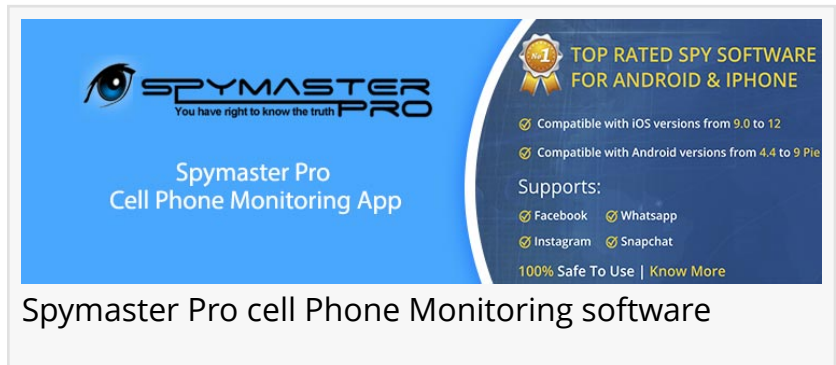 SPYMASTER
PRO
You have right to know the truth
Spymaster Pro
Cell Phone Monitoring App
No 1
TOP RATED SPY SOFTWARE
FOR ANDROID & IPHONE
Compatible with iOS versions from 9.0 to 12
Compatible with Android versions from 4.4 to 9 Pie
Supports:
Facebook Whatsapp
Instagram Snapchat
100% Safe To Use | Know More
Spymaster Pro cell Phone Monitoring software